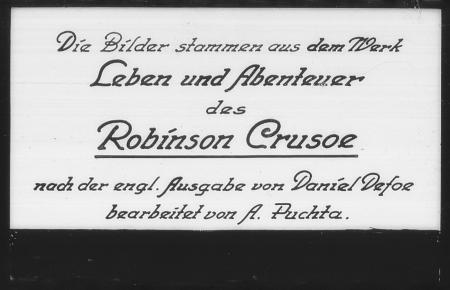 Die Bilder stammen aus dem Werk
Leben und Abenteuer
des
Robinson Crusoe
nach der engl. Ausgabe von Daniel Defoe
bearbeitet von A. Puchta.